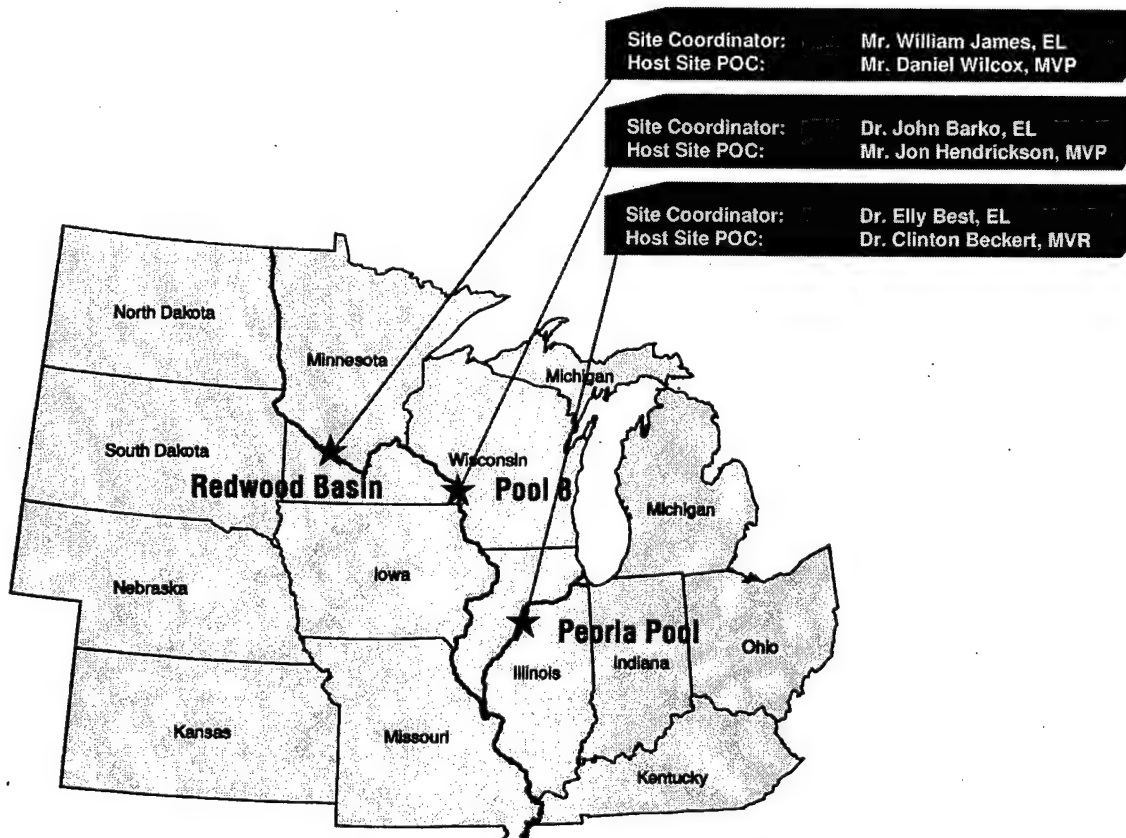 Site Coordinator: Mr. William James, EL
Host Site POC: Mr. Daniel Wilcox, MVP
Site Coordinator: Dr. John Barko, EL
Host Site POC: Mr. Jon Hendrickson, MVP
Site Coordinator: Dr. Elly Best, EL
Host Site POC: Dr. Clinton Beckert, MVR
North Dakota
Minnesota
Michigan
South Dakota
Wisconsin
Redwood Basin
Pool 8
Michigan
Nebraska
Iowa
Peoria Pool
Illinois
Indiana
Ohio
Kansas
Missouri
Kentucky